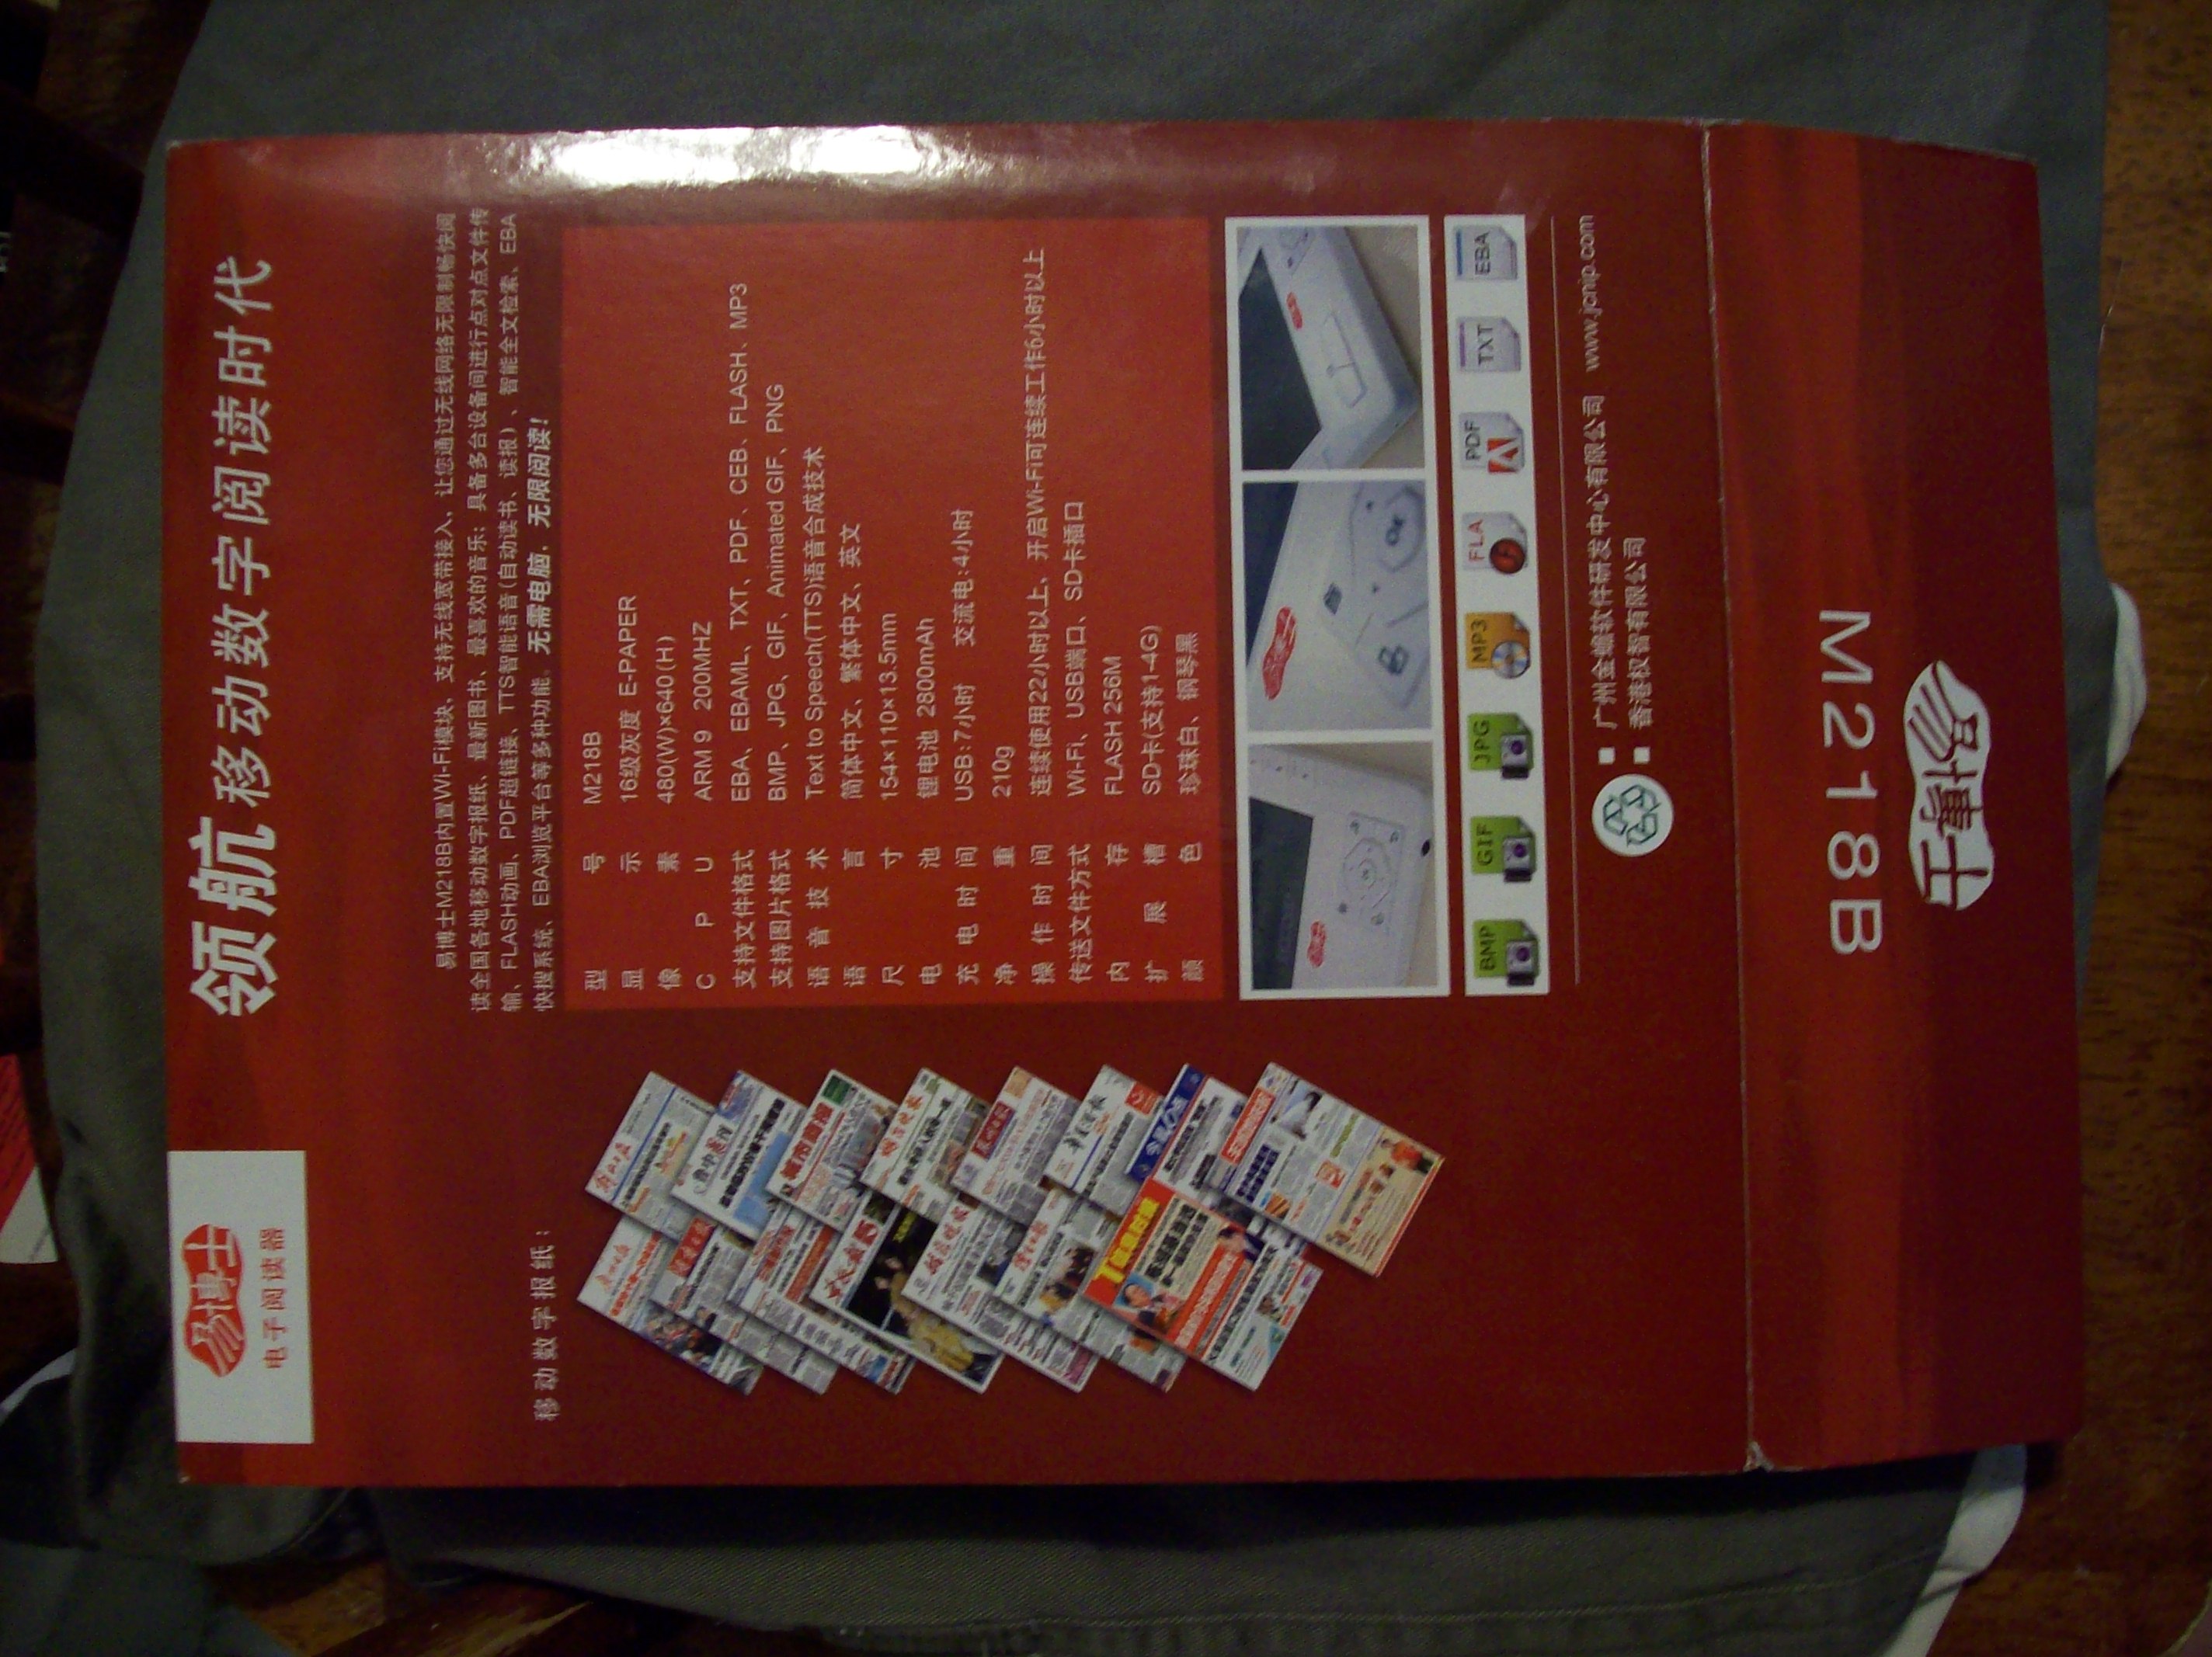 易博士
电子阅读器
领航移动数字阅读时代
易博士M218B内置Wi-Fi模块、支持无线宽带接入，让您通过无线网络无限制畅快阅
读全国各地移动数字报纸、最新图书、最喜欢的音乐；具备多台设备间进行点对点文件传
输、FLASH动画、PDF超链接、TTS智能语音(自动读书、读报)、智能全文检索、EBA
快搜系统、EBA浏览平台等多种功能。无需电脑，无限阅读！
移动数字报纸：
型号 M218B
显示 16级灰度 E-PAPER
像素 480(W)×640(H)
CPU ARM 9 200MHZ
支持文件格式 EBA、EBAML、TXT、PDF、CEB、FLASH、MP3
支持图片格式 BMP、JPG、GIF、Animated GIF、PNG
语音技术 Text to Speech(TTS)语音合成技术
语言 简体中文、繁体中文、英文
尺寸 154×110×13.5mm
电池 锂电池 2800mAh
充电时间 USB:7小时 交流电:4小时
净重 210g
操作时间 连续使用22小时以上、开启Wi-Fi可连续工作6小时以上
传送文件方式 Wi-Fi、USB端口、SD卡插口
内存 FLASH 256M
扩展槽 SD卡(支持1-4G)
颜色 珍珠白、钢琴黑
易博士
OK
BMP GIF JPG MP3 FLA PDF TXT EBA
广州金蟾软件研发中心有限公司 www.jcnip.com
香港权智有限公司
M218B
易博士